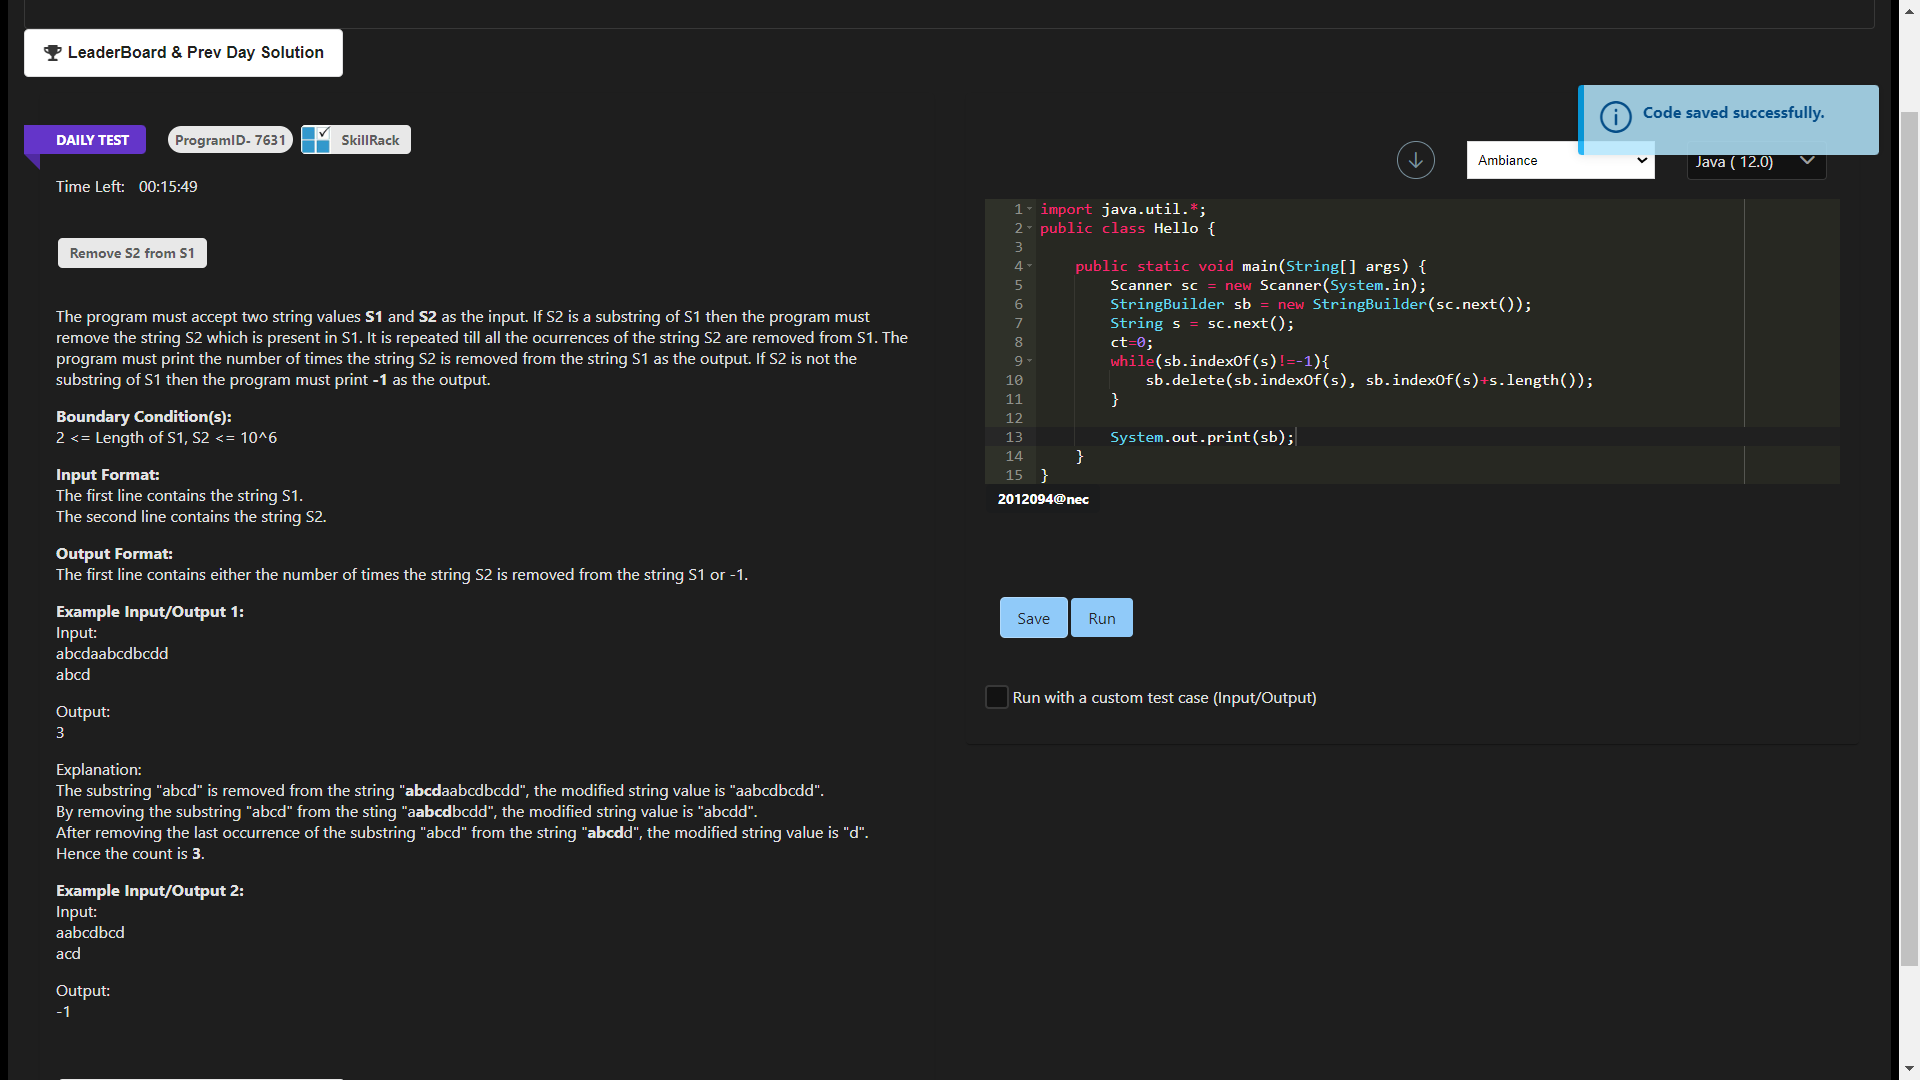 LeaderBoard & Prev Day Solution
Code saved successfully.
DAILY TEST
ProgramID- 7631
SkillRack
Ambiance
Java ( 12.0)
Time Left: 00:15:49
Remove S2 from S1
The program must accept two string values S1 and S2 as the input. If S2 is a substring of S1 then the program must
remove the string S2 which is present in S1. It is repeated till all the ocurrences of the string S2 are removed from S1. The
program must print the number of times the string S2 is removed from the string S1 as the output. If S2 is not the
substring of S1 then the program must print -1 as the output.
Boundary Condition(s):
2 <= Length of S1, S2 <= 10^6
Input Format:
The first line contains the string S1.
The second line contains the string S2.
Output Format:
The first line contains either the number of times the string S2 is removed from the string S1 or -1.
Example Input/Output 1:
Input:
abcdaabcdbcdd
abcd
Output:
3
Explanation:
The substring "abcd" is removed from the string "abcdaabcdbcdd", the modified string value is "aabcdbcdd".
By removing the substring "abcd" from the sting "aabcdbcdd", the modified string value is "abcdd".
After removing the last occurrence of the substring "abcd" from the string "abcdd", the modified string value is "d".
Hence the count is 3.
Example Input/Output 2:
Input:
aabcdbcd
acd
Output:
-1
1 import java.util.*;
2 public class Hello {
3
4     public static void main(String[] args) {
5         Scanner sc = new Scanner(System.in);
6         StringBuilder sb = new StringBuilder(sc.next());
7         String s = sc.next();
8         ct=0;
9         while(sb.indexOf(s)!=-1){
10             sb.delete(sb.indexOf(s), sb.indexOf(s)+s.length());
11         }
12
13         System.out.print(sb);
14     }
15 }
2012094@nec
Save
Run
Run with a custom test case (Input/Output)